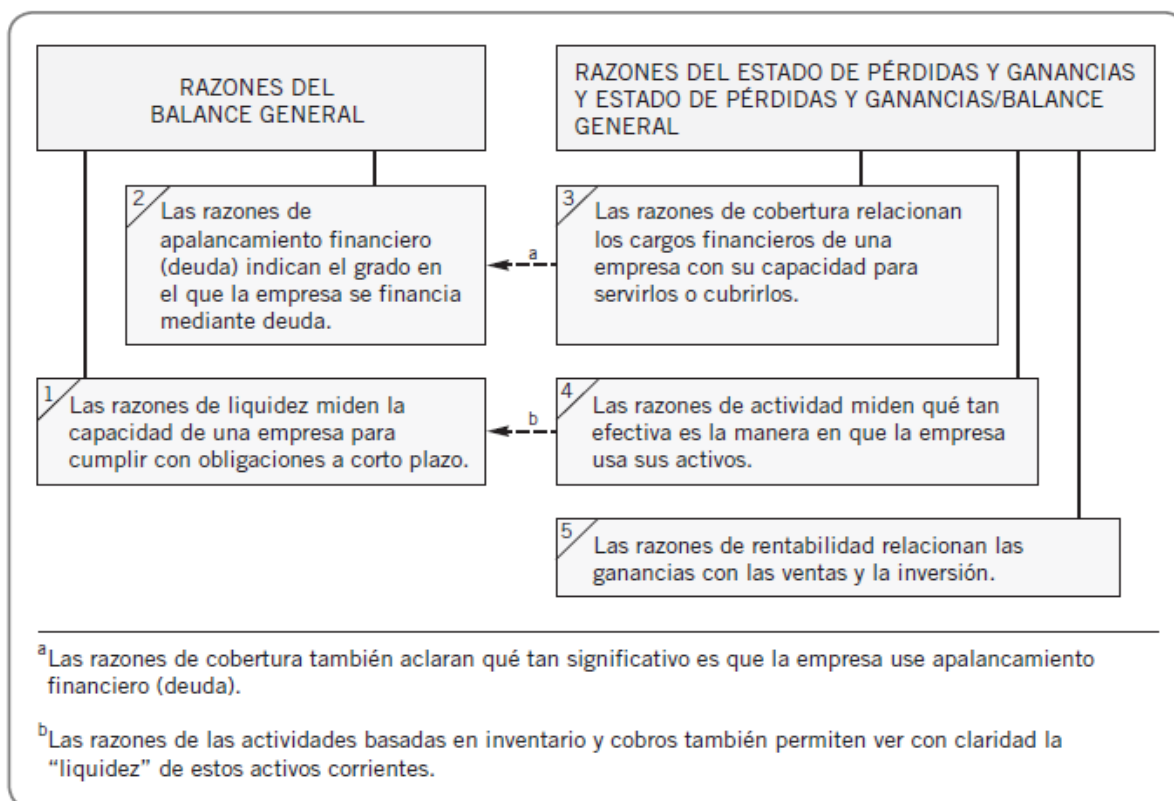 RAZONES DEL
BALANCE GENERAL
RAZONES DEL ESTADO DE PÉRDIDAS Y GANANCIAS
Y ESTADO DE PÉRDIDAS Y GANANCIAS/BALANCE
GENERAL
2
Las razones de
apalancamiento financiero
(deuda) indican el grado en
el que la empresa se financia
mediante deuda.
a
3
Las razones de cobertura relacionan
los cargos financieros de una
empresa con su capacidad para
servirlos o cubrirlos.
1
Las razones de liquidez miden la
capacidad de una empresa para
cumplir con obligaciones a corto plazo.
b
4
Las razones de actividad miden qué tan
efectiva es la manera en que la empresa
usa sus activos.
5
Las razones de rentabilidad relacionan las
ganancias con las ventas y la inversión.
a Las razones de cobertura también aclaran qué tan significativo es que la empresa use apalancamiento
financiero (deuda).
b Las razones de las actividades basadas en inventario y cobros también permiten ver con claridad la
“liquidez” de estos activos corrientes.